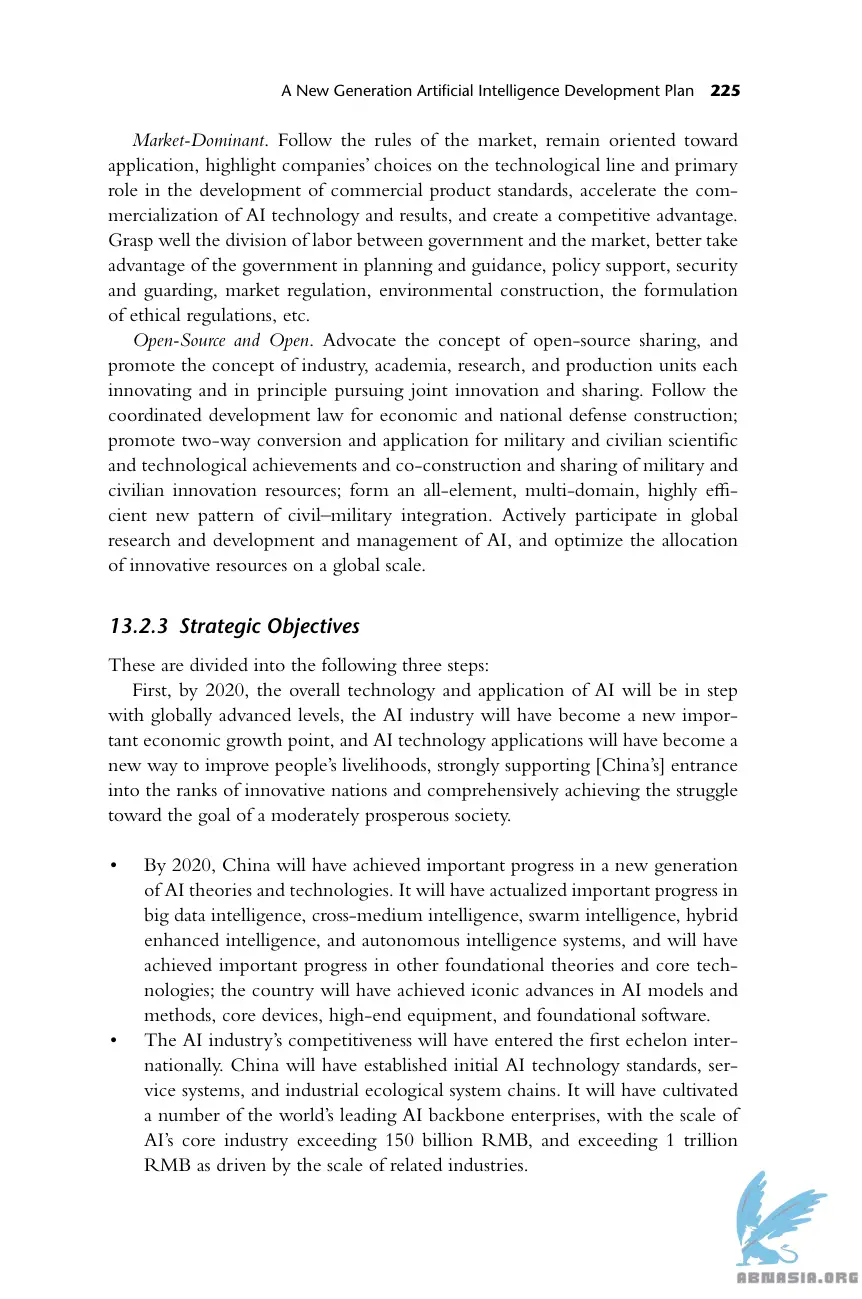 A New Generation Artificial Intelligence Development Plan 225
Market-Dominant. Follow the rules of the market, remain oriented toward
application, highlight companies’ choices on the technological line and primary
role in the development of commercial product standards, accelerate the com-
mercialization of AI technology and results, and create a competitive advantage.
Grasp well the division of labor between government and the market, better take
advantage of the government in planning and guidance, policy support, security
and guarding, market regulation, environmental construction, the formulation
of ethical regulations, etc.
Open-Source and Open. Advocate the concept of open-source sharing, and
promote the concept of industry, academia, research, and production units each
innovating and in principle pursuing joint innovation and sharing. Follow the
coordinated development law for economic and national defense construction;
promote two-way conversion and application for military and civilian scientific
and technological achievements and co-construction and sharing of military and
civilian innovation resources; form an all-element, multi-domain, highly effi-
cient new pattern of civil–military integration. Actively participate in global
research and development and management of AI, and optimize the allocation
of innovative resources on a global scale.
13.2.3 Strategic Objectives
These are divided into the following three steps:
First, by 2020, the overall technology and application of AI will be in step
with globally advanced levels, the AI industry will have become a new impor-
tant economic growth point, and AI technology applications will have become a
new way to improve people’s livelihoods, strongly supporting [China’s] entrance
into the ranks of innovative nations and comprehensively achieving the struggle
toward the goal of a moderately prosperous society.
• By 2020, China will have achieved important progress in a new generation
of AI theories and technologies. It will have actualized important progress in
big data intelligence, cross-medium intelligence, swarm intelligence, hybrid
enhanced intelligence, and autonomous intelligence systems, and will have
achieved important progress in other foundational theories and core tech-
nologies; the country will have achieved iconic advances in AI models and
methods, core devices, high-end equipment, and foundational software.
• The AI industry’s competitiveness will have entered the first echelon inter-
nationally. China will have established initial AI technology standards, ser-
vice systems, and industrial ecological system chains. It will have cultivated
a number of the world’s leading AI backbone enterprises, with the scale of
AI’s core industry exceeding 150 billion RMB, and exceeding 1 trillion
RMB as driven by the scale of related industries.
ABNASIA.ORG